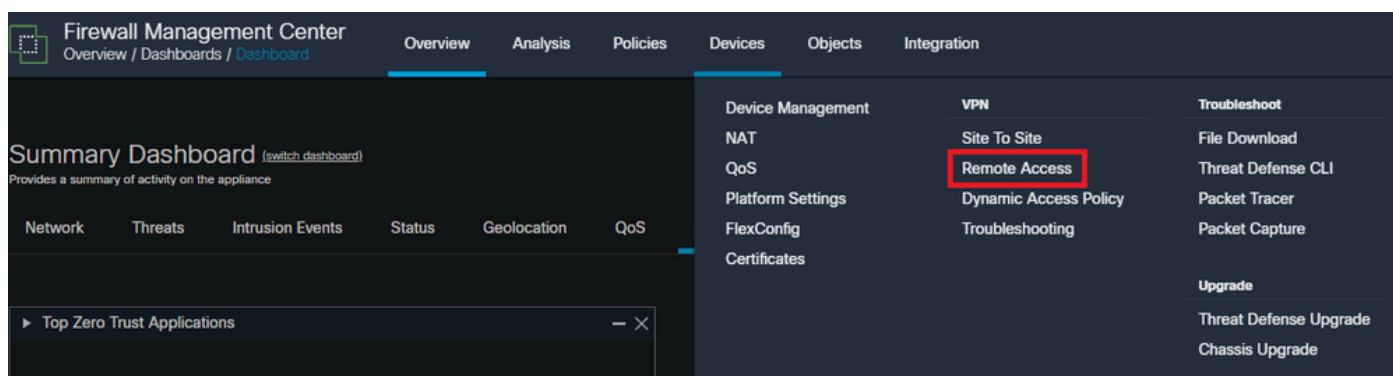 Firewall Management Center
Overview / Dashboards / Dashboard
Overview Analysis Policies Devices Objects Integration
Summary Dashboard (switch dashboard)
Provides a summary of activity on the appliance
Network Threats Intrusion Events Status Geolocation QoS
Top Zero Trust Applications
Device Management
NAT
QoS
Platform Settings
FlexConfig
Certificates
VPN
Site To Site
Remote Access
Dynamic Access Policy
Troubleshooting
Troubleshoot
File Download
Threat Defense CLI
Packet Tracer
Packet Capture
Upgrade
Threat Defense Upgrade
Chassis Upgrade